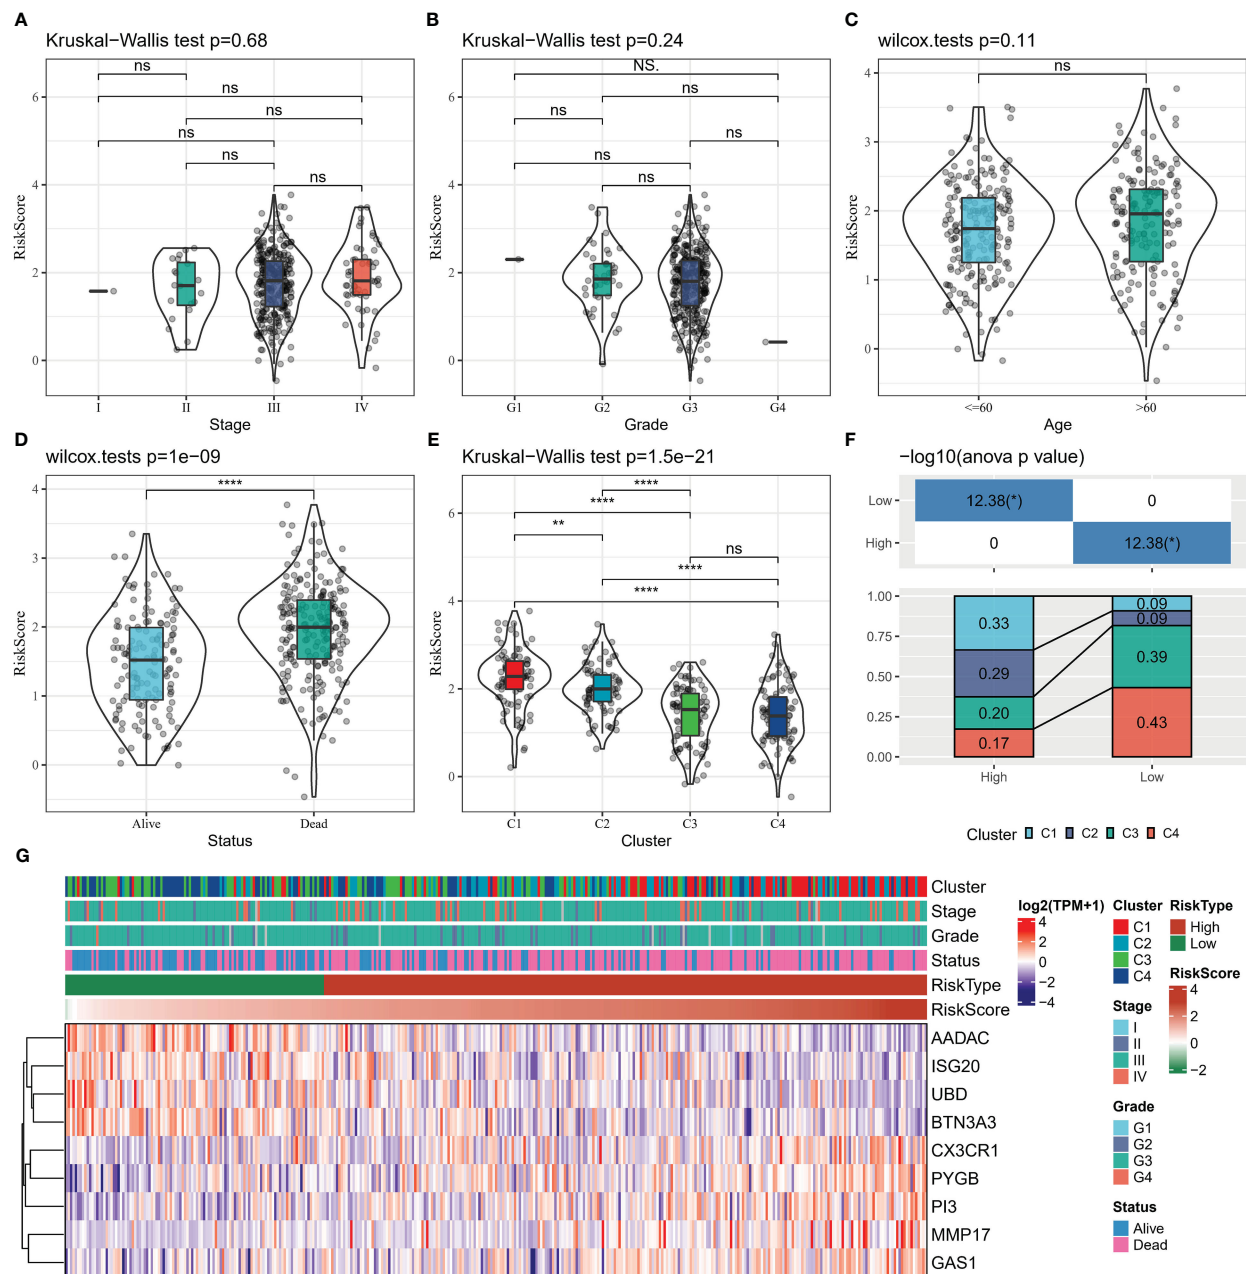 A
Kruskal−Wallis test p=0.68
ns
ns
ns
ns
ns
ns
RiskScore
6
4
2
0
I II III IV
Stage
B
Kruskal−Wallis test p=0.24
NS.
ns
ns
ns
ns
ns
RiskScore
6
4
2
0
G1 G2 G3 G4
Grade
C
wilcox.tests p=0.11
ns
RiskScore
4
3
2
1
0
<=60 >60
Age
D
wilcox.tests p=1e−09
****
RiskScore
4
3
2
1
0
Alive Dead
Status
E
Kruskal−Wallis test p=1.5e−21
****
****
**
ns
****
****
RiskScore
6
4
2
0
C1 C2 C3 C4
Cluster
F
−log10(anova p value)
Low 12.38(*) 0
High 0 12.38(*)
1.00
0.75
0.50
0.25
0.00
0.33
0.29
0.20
0.17
0.09
0.09
0.39
0.43
High Low
Cluster C1 C2 C3 C4
G
Cluster
Stage
Grade
Status
RiskType
RiskScore
AADAC
ISG20
UBD
BTN3A3
CX3CR1
PYGB
PI3
MMP17
GAS1
log2(TPM+1)
4
2
0
−2
−4
Cluster
C1
C2
C3
C4
Stage
I
II
III
IV
Grade
G1
G2
G3
G4
Status
Alive
Dead
RiskType
High
Low
RiskScore
4
2
0
−2